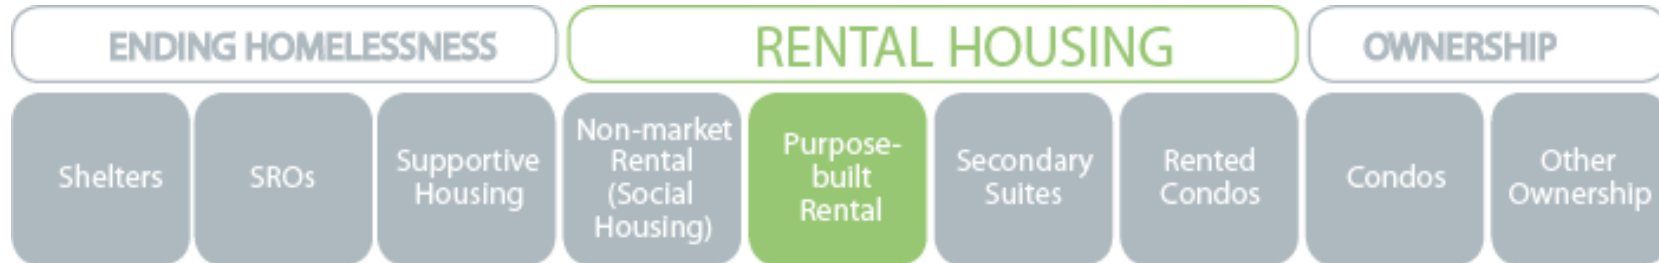 ENDING HOMELESSNESS
RENTAL HOUSING
OWNERSHIP
Shelters
SROs
Supportive
Housing
Non-market
Rental
(Social
Housing)
Purpose-
built
Rental
Secondary
Suites
Rented
Condos
Condos
Other
Ownership